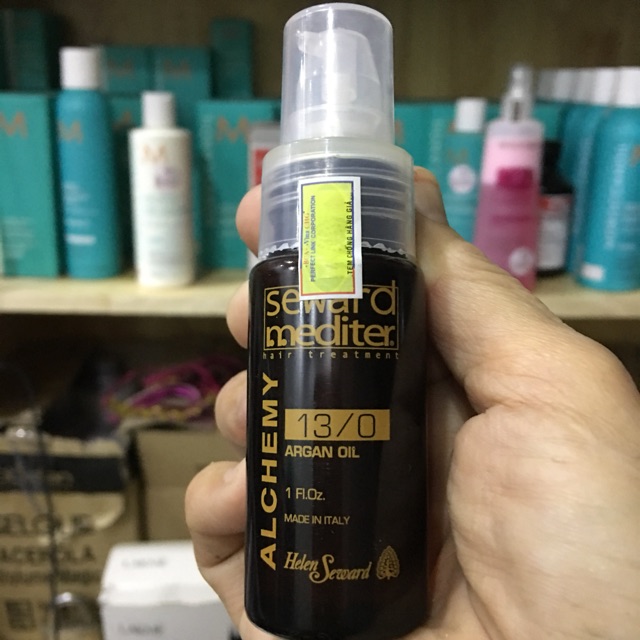 PERFECT LINE CORPORATION
TEM CHỐNG HÀNG GIẢ
seward
mediter.
hair treatment
ALCHEMY
13/0
ARGAN OIL
1 Fl.Oz.
MADE IN ITALY
Helen Seward